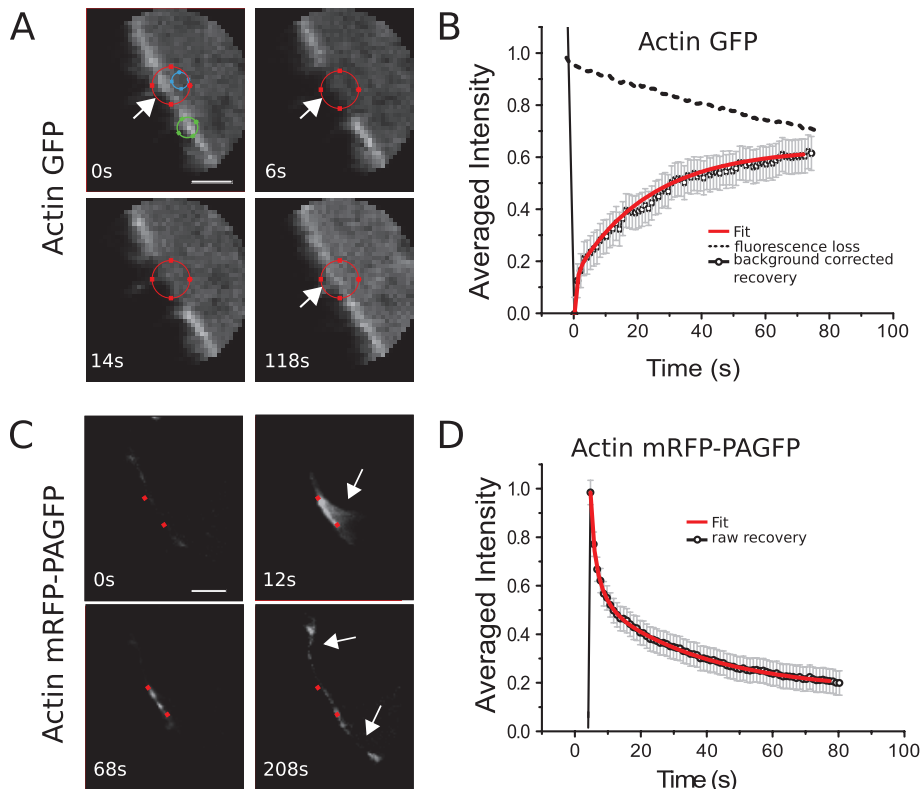 A
Actin GFP
0s
6s
14s
118s
B
Actin GFP
Averaged Intensity
1.0
0.8
0.6
0.4
0.2
0.0
Fit
fluorescence loss
background corrected
recovery
0 20 40 60 80 100
Time (s)
C
Actin mRFP-PAGFP
0s
12s
68s
208s
D
Actin mRFP-PAGFP
Averaged Intensity
1.0
0.8
0.6
0.4
0.2
0.0
Fit
raw recovery
0 20 40 60 80 100
Time (s)